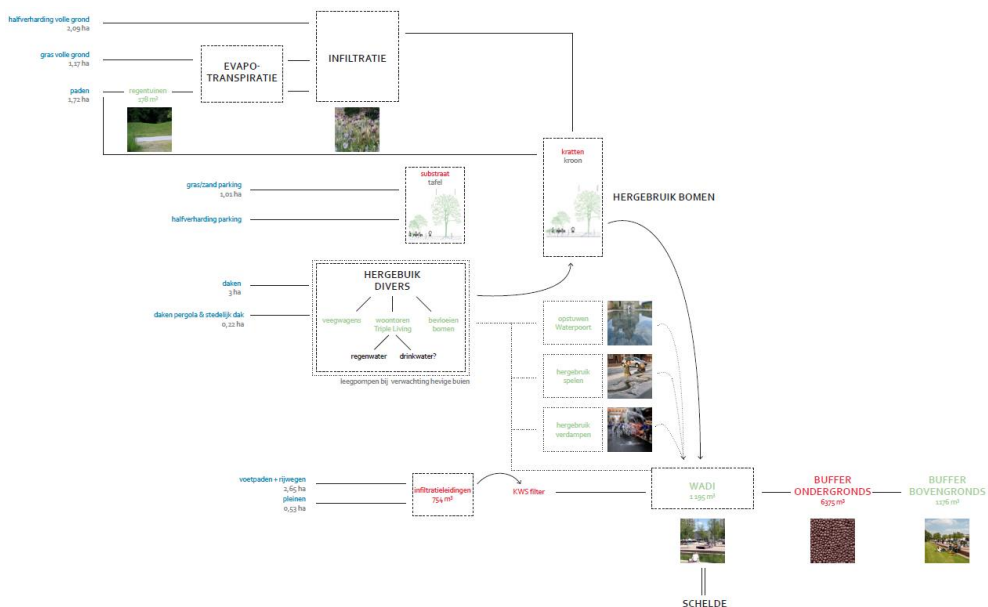 halfverharding volle grond
2,09 ha
gras volle grond
1,17 ha
paden
1,72 ha
regentuinen
178 m²
EVAPO-
TRANSPIRATIE
INFILTRATIE
kratten
kroon
HERGEBRUIK BOMEN
substraat
tafel
gras/zand parking
1,01 ha
halfverharding parking
daken
3 ha
daken pergola & stedelijk dak
0,22 ha
HERGEBUIK
DIVERS
veegwagens
woontoren
Triple Living
bevloeien
bomen
regenwater
drinkwater?
leegpompen bij verwachting hevige buien
opstuwen
Waterpoort
hergebruik
spelen
hergebruik
verdampen
voetpaden + rijwegen
2,65 ha
pleinen
0,53 ha
infiltratieleidingen
754 m²
KWS filter
WADI
1 195 m²
BUFFER
ONDERGRONDS
6375 m²
BUFFER
BOVENGRONDS
1176 m²
SCHELDE